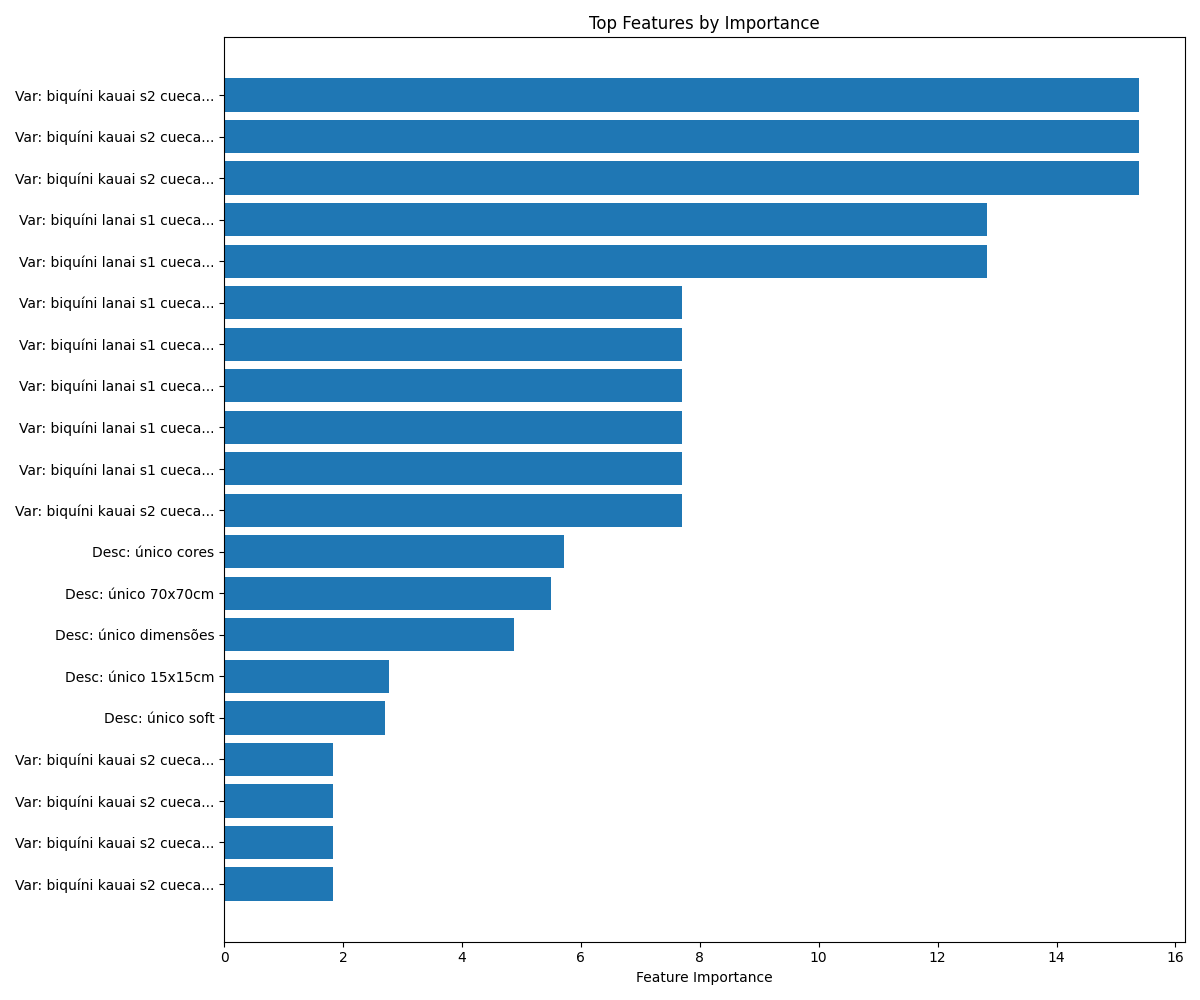 Top Features by Importance
Var: biquíni kauai s2 cueca...
Var: biquíni kauai s2 cueca...
Var: biquíni kauai s2 cueca...
Var: biquíni lanai s1 cueca...
Var: biquíni lanai s1 cueca...
Var: biquíni lanai s1 cueca...
Var: biquíni lanai s1 cueca...
Var: biquíni lanai s1 cueca...
Var: biquíni lanai s1 cueca...
Var: biquíni lanai s1 cueca...
Var: biquíni kauai s2 cueca...
Desc: único cores
Desc: único 70x70cm
Desc: único dimensões
Desc: único 15x15cm
Desc: único soft
Var: biquíni kauai s2 cueca...
Var: biquíni kauai s2 cueca...
Var: biquíni kauai s2 cueca...
Var: biquíni kauai s2 cueca...
0 2 4 6 8 10 12 14 16
Feature Importance